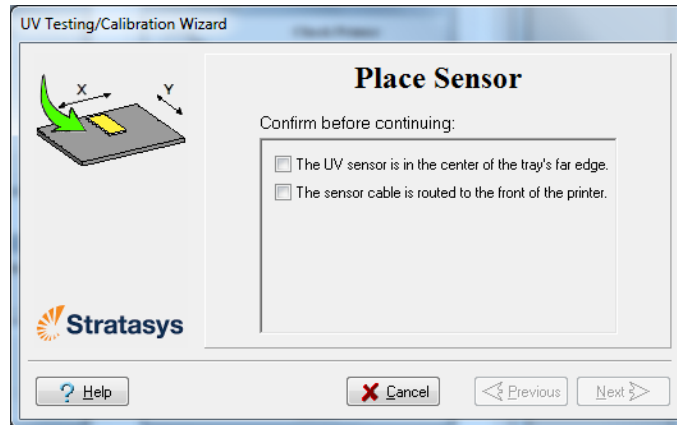 UV Testing/Calibration Wizard
X
Y
Place Sensor
Confirm before continuing:
The UV sensor is in the center of the tray's far edge.
The sensor cable is routed to the front of the printer.
Stratasys
? Help
Cancel
Previous
Next